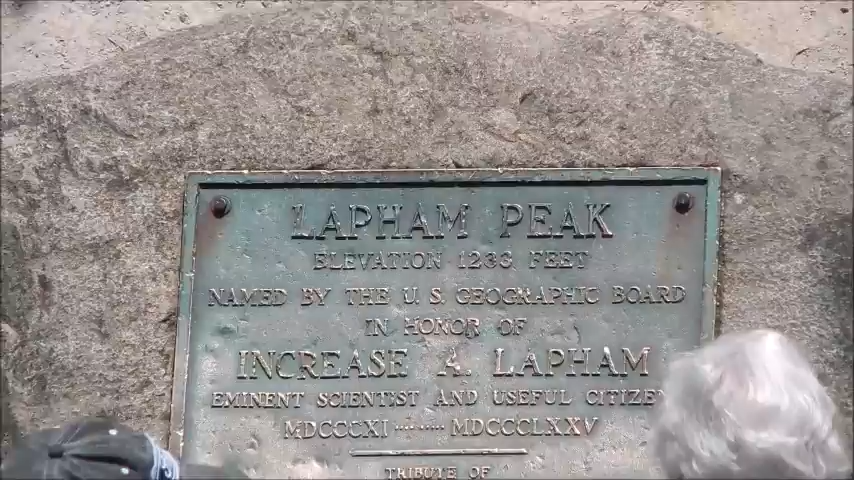 LAPHAM PEAK
ELEVATION 1233 FEET
NAMED BY THE U. S. GEOGRAPHIC BOARD
IN HONOR OF
INCREASE A. LAPHAM
EMINENT SCIENTIST AND USEFUL CITIZE
MDCCCXI ········ MDCCCLXXV
TRIBUTE OF